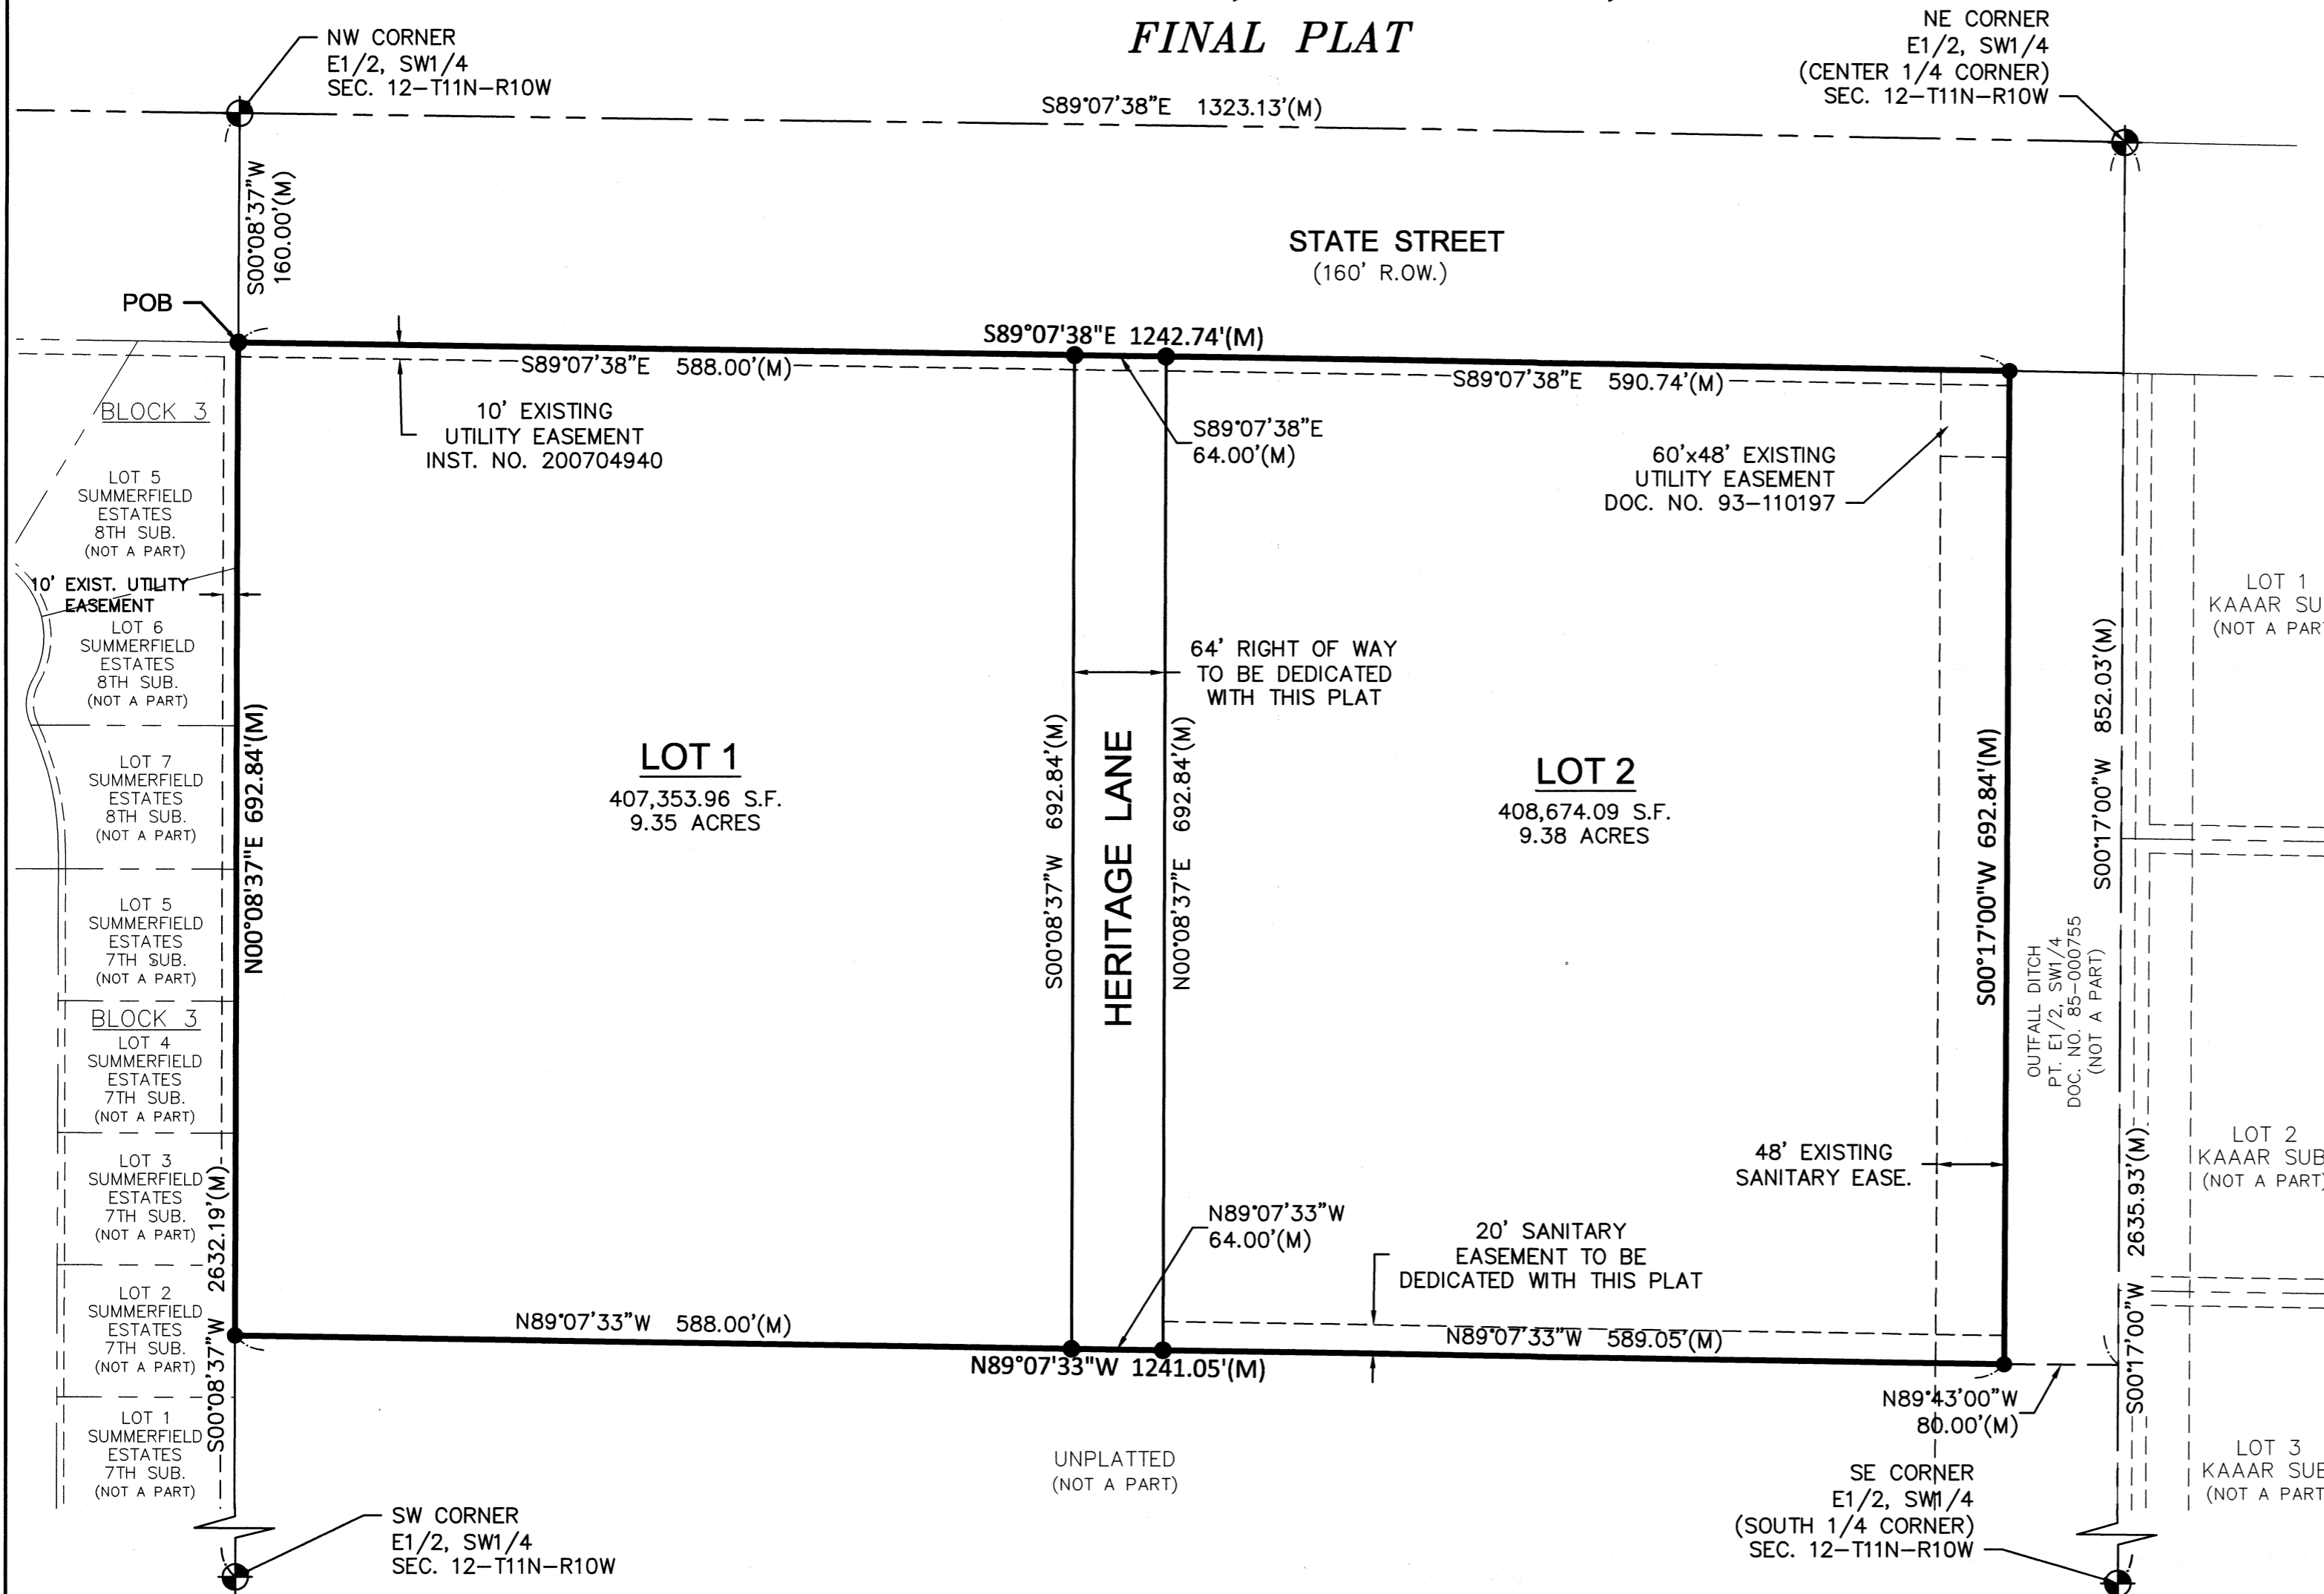 FINAL PLAT
NW CORNER
E1/2, SW1/4
SEC. 12-T11N-R10W
NE CORNER
E1/2, SW1/4
(CENTER 1/4 CORNER)
SEC. 12-T11N-R10W
S89°07'38"E 1323.13'(M)
S00°08'37"W
160.00'(M)
STATE STREET
(160' R.OW.)
POB
S89°07'38"E 1242.74'(M)
S89°07'38"E 588.00'(M)
S89°07'38"E 590.74'(M)
10' EXISTING
UTILITY EASEMENT
INST. NO. 200704940
S89°07'38"E
64.00'(M)
60'x48' EXISTING
UTILITY EASEMENT
DOC. NO. 93-110197
BLOCK 3
LOT 5
SUMMERFIELD
ESTATES
8TH SUB.
(NOT A PART)
10' EXIST. UTILITY
EASEMENT
LOT 6
SUMMERFIELD
ESTATES
8TH SUB.
(NOT A PART)
LOT 7
SUMMERFIELD
ESTATES
8TH SUB.
(NOT A PART)
LOT 5
SUMMERFIELD
ESTATES
7TH SUB.
(NOT A PART)
BLOCK 3
LOT 4
SUMMERFIELD
ESTATES
7TH SUB.
(NOT A PART)
LOT 3
SUMMERFIELD
ESTATES
7TH SUB.
(NOT A PART)
LOT 2
SUMMERFIELD
ESTATES
7TH SUB.
(NOT A PART)
LOT 1
SUMMERFIELD
ESTATES
7TH SUB.
(NOT A PART)
N00°08'37"E 692.84'(M)
S00°08'37"W 2632.19'(M)
LOT 1
407,353.96 S.F.
9.35 ACRES
64' RIGHT OF WAY
TO BE DEDICATED
WITH THIS PLAT
S00°08'37"W 692.84'(M)
HERITAGE LANE
N00°08'37"E 692.84'(M)
LOT 2
408,674.09 S.F.
9.38 ACRES
S00°17'00"W 692.84'(M)
OUTFALL DITCH
PT. E1/2, SW1/4
DOC. NO. 85-000755
(NOT A PART)
S00°17'00"W 852.03'(M)
S00°17'00"W 2635.93'(M)
LOT 1
KAAAR SU
(NOT A PAR
LOT 2
KAAAR SUB
(NOT A PART)
LOT 3
KAAAR SUB
(NOT A PART
48' EXISTING
SANITARY EASE.
N89°07'33"W
64.00'(M)
20' SANITARY
EASEMENT TO BE
DEDICATED WITH THIS PLAT
N89°07'33"W 588.00'(M)
N89°07'33"W 589.05'(M)
N89°07'33"W 1241.05'(M)
N89°43'00"W
80.00'(M)
UNPLATTED
(NOT A PART)
SW CORNER
E1/2, SW1/4
SEC. 12-T11N-R10W
SE CORNER
E1/2, SW1/4
(SOUTH 1/4 CORNER)
SEC. 12-T11N-R10W